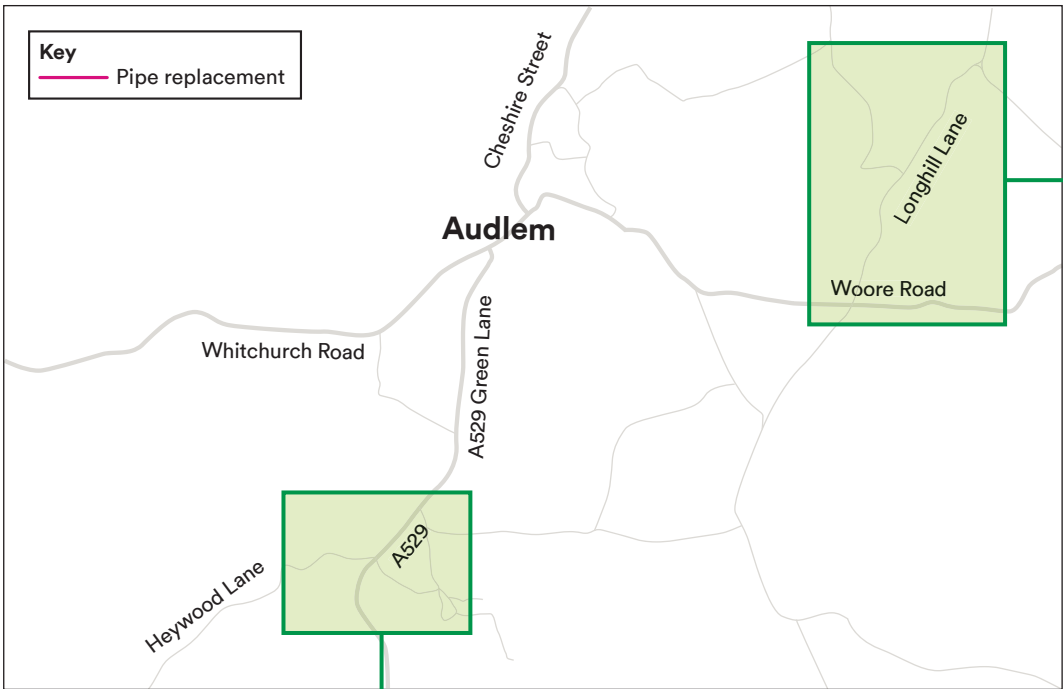 Key
Pipe replacement
Cheshire Street
Longhill Lane
Audlem
Woore Road
Whitchurch Road
A529 Green Lane
A529
Heywood Lane